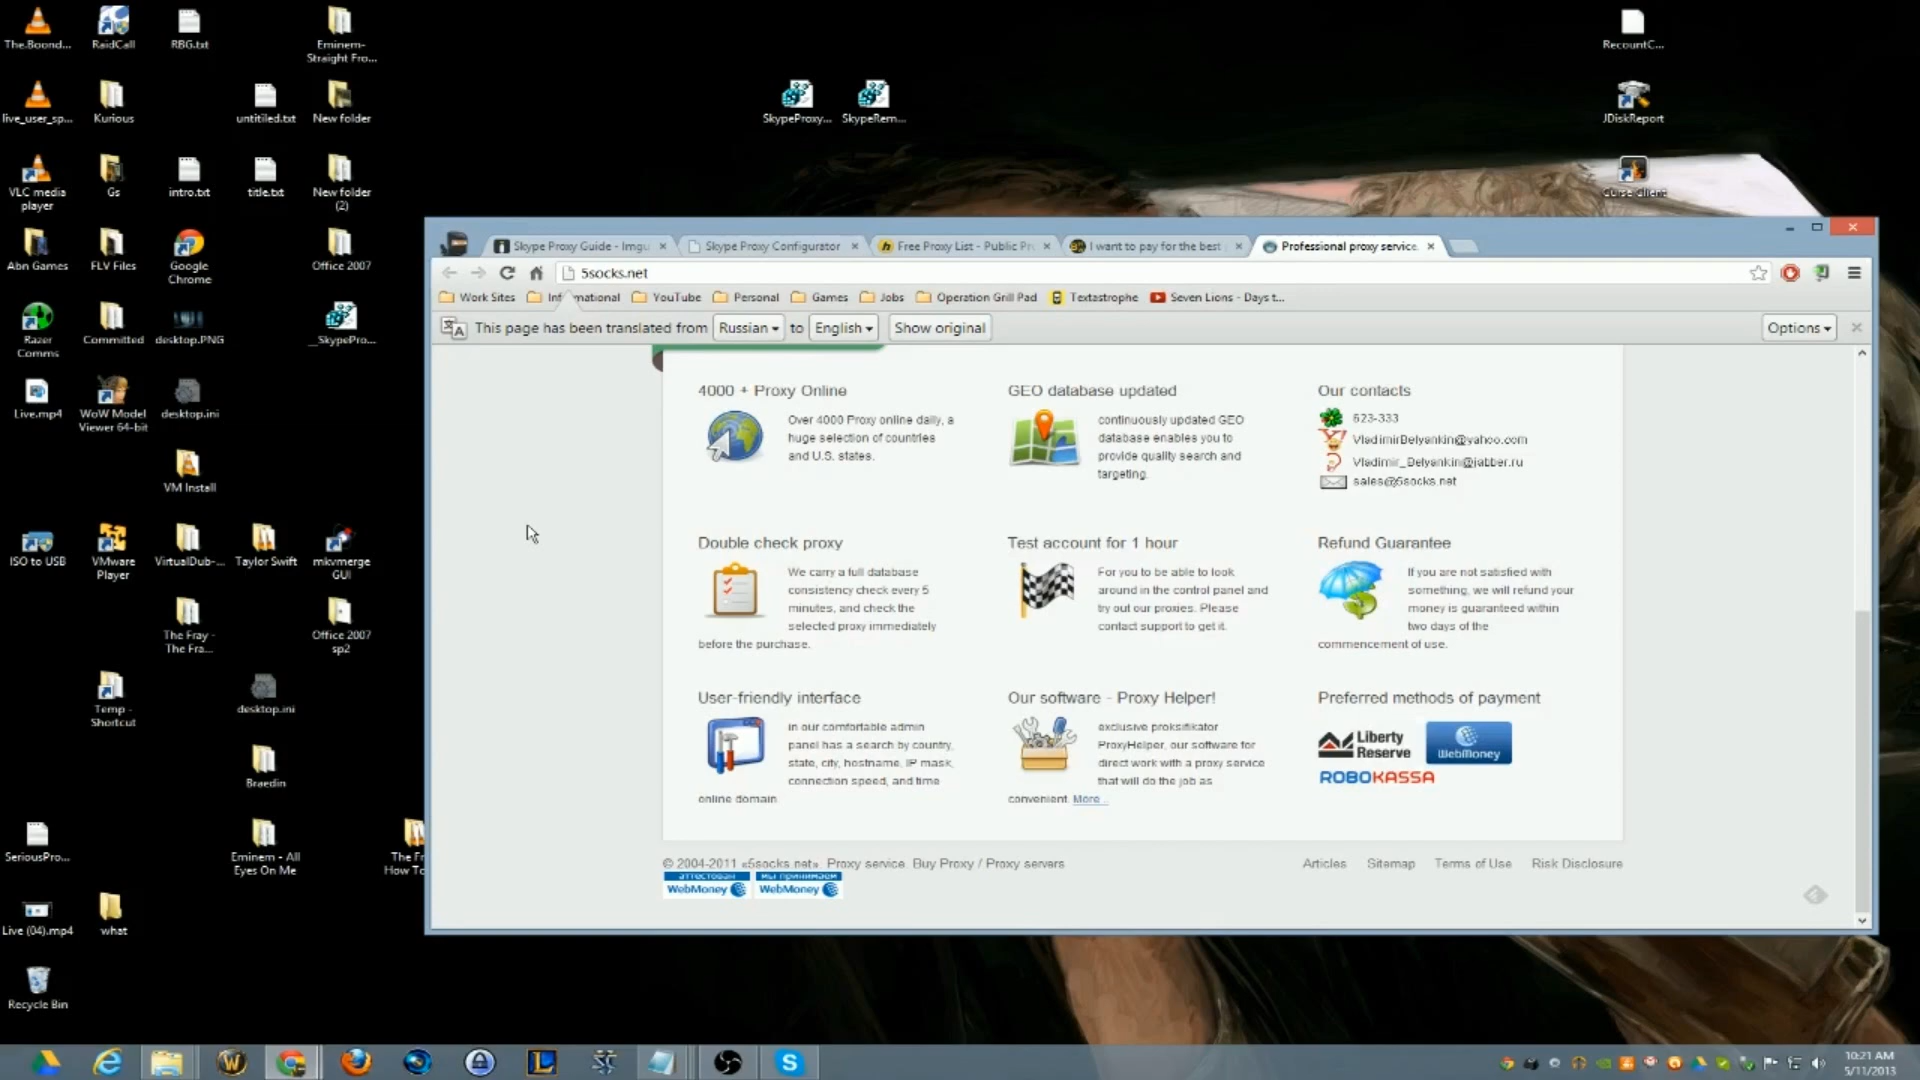 The.Boond...
RaidCall
RBG.txt
Eminem-
Straight Fro...
RecountC...
live_user_sp...
Kurious
untitiled.txt
New folder
SkypeProxy...
SkypeRem...
JDiskReport
VLC media
player
Gs
intro.txt
title.txt
New folder
(2)
Curse Client
Abn Games
FLV Files
Google
Chrome
Office 2007
Razer
Comms
Committed
desktop.PNG
__SkypePro...
Live.mp4
WoW Model
Viewer 64-bit
desktop.ini
VM Install
ISO to USB
VMware
Player
VirtualDub-...
Taylor Swift
mkvmerge
GUI
The Fray -
The Fra...
Office 2007
sp2
Temp -
Shortcut
desktop.ini
Braedin
SeriousPro...
Eminem - All
Eyes On Me
The Fr
How To
Live (04).mp4
what
Recycle Bin
Skype Proxy Guide - Imgu
Skype Proxy Configurator
Free Proxy List - Public Pr
I want to pay for the best
Professional proxy service
5socks.net
Work Sites
YouTube
Personal
Games
Jobs
Operation Grill Pad
Textastrophe
Seven Lions - Days t...
This page has been translated from
Russian
to
English
Show original
Options
4000 + Proxy Online
Over 4000 Proxy online daily, a
huge selection of countries
and U.S. states.
GEO database updated
continuously updated GEO
database enables you to
provide quality search and
targeting.
Our contacts
623-333
VladimirBelyankin@yahoo.com
Vladimir_Belyankin@jabber.ru
sales@5socks.net
Double check proxy
We carry a full database
consistency check every 5
minutes, and check the
selected proxy immediately
before the purchase.
Test account for 1 hour
For you to be able to look
around in the control panel and
try out our proxies. Please
contact support to get it.
Refund Guarantee
If you are not satisfied with
something, we will refund your
money is guaranteed within
two days of the
commencement of use.
User-friendly interface
in our comfortable admin
panel has a search by country,
state, city, hostname, IP mask,
connection speed, and time
online domain
Our software - Proxy Helper!
exclusive proksifikator
ProxyHelper, our software for
direct work with a proxy service
that will do the job as
convenient. More ..
Preferred methods of payment
Liberty
Reserve
WebMoney
ROBOKASSA
© 2004-2011 «5socks.net» Proxy service. Buy Proxy / Proxy servers
Articles
Sitemap
Terms of Use
Risk Disclosure
аттестован
WebMoney
мы принимаем
WebMoney
10:21 AM
5/11/2013